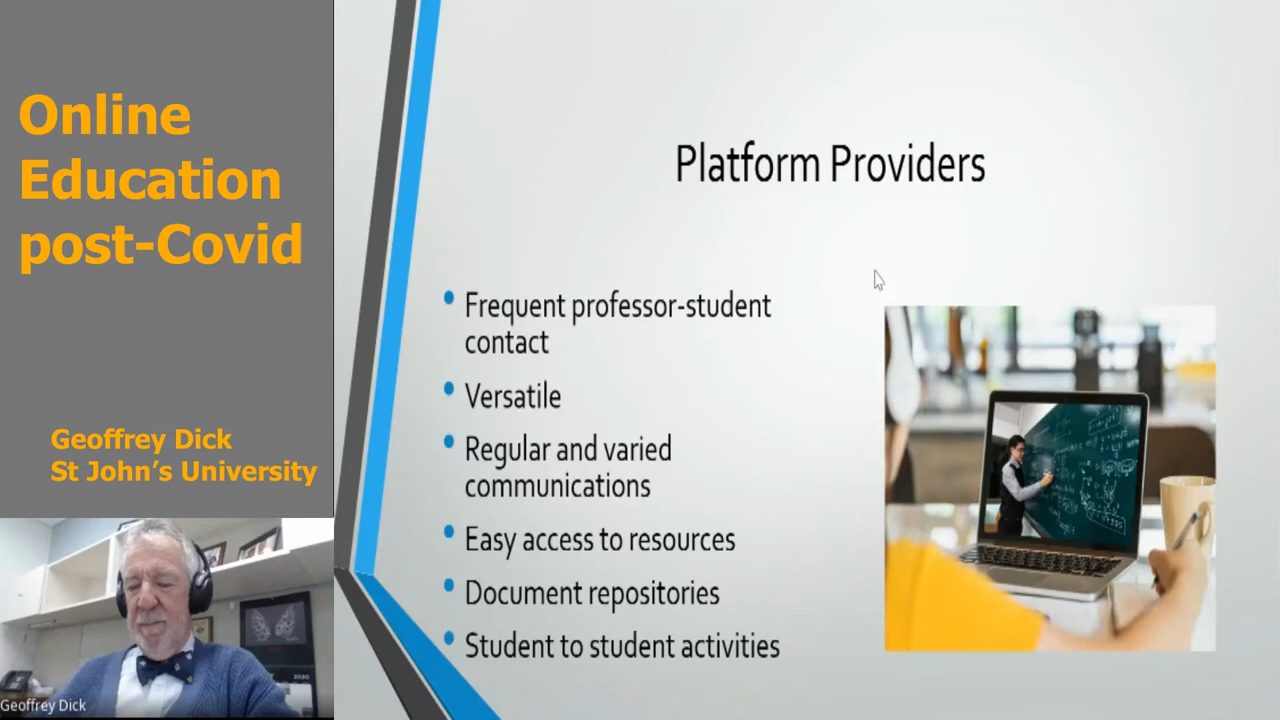 Online
Education
post-Covid
Geoffrey Dick
St John’s University
Geoffrey Dick
Platform Providers
Frequent professor-student
contact
Versatile
Regular and varied
communications
Easy access to resources
Document repositories
Student to student activities